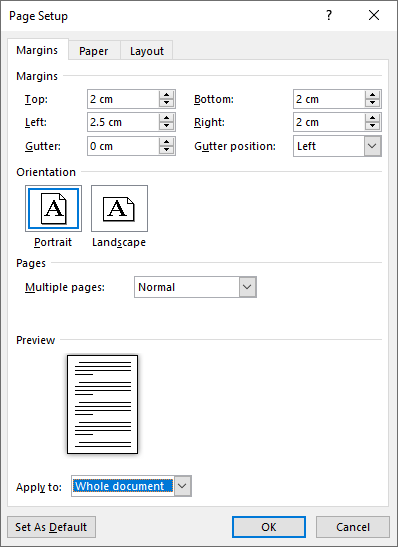 Page Setup ? ×
Margins Paper Layout
Margins
Top: 2 cm Bottom: 2 cm
Left: 2.5 cm Right: 2 cm
Gutter: 0 cm Gutter position: Left
Orientation
A A
Portrait Landscape
Pages
Multiple pages: Normal
Preview
Apply to: Whole document
Set As Default OK Cancel